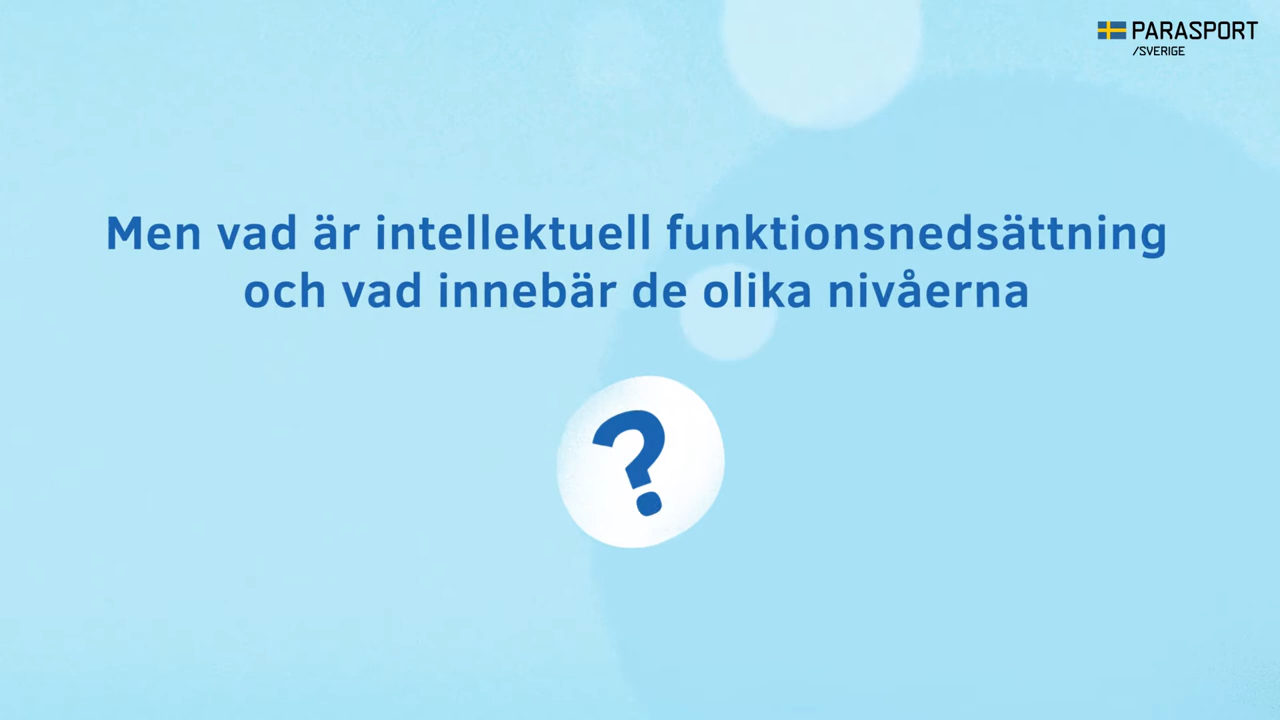 PARASPORT
/SVERIGE
Men vad är intellektuell funktionsnedsättning
och vad innebär de olika nivåerna
?